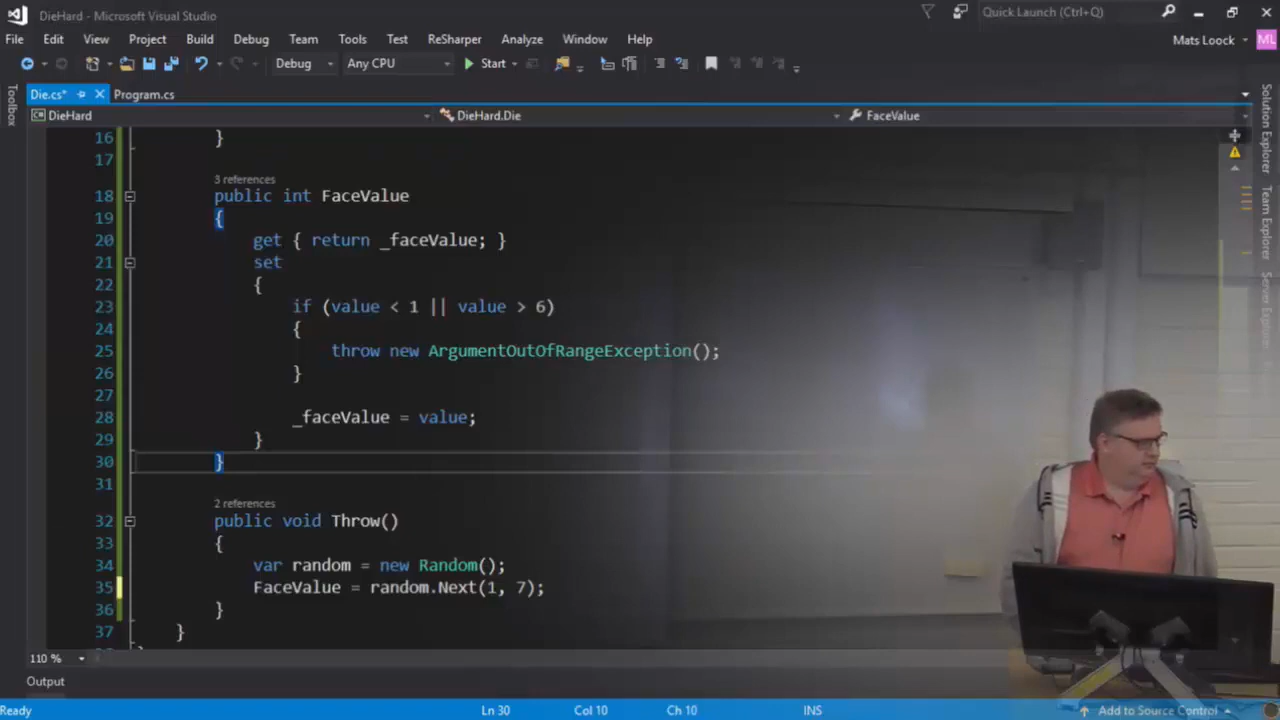 DieHard - Microsoft Visual Studio
Quick Launch (Ctrl+Q)
File Edit View Project Build Debug Team Tools Test ReSharper Analyze Window Help
Mats Loock
ML
Debug Any CPU Start
Die.cs* Program.cs
DieHard DieHard.Die FaceValue
Toolbox
Solution Explorer
Team Explorer
Server Explorer
16 }
17
3 references
18 public int FaceValue
19 {
20 get { return _faceValue; }
21 set
22 {
23 if (value < 1 || value > 6)
24 {
25 throw new ArgumentOutOfRangeException();
26 }
27
28 _faceValue = value;
29 }
30 }
31
2 references
32 public void Throw()
33 {
34 var random = new Random();
35 FaceValue = random.Next(1, 7);
36 }
37 }
110 %
Output
Ready Ln 30 Col 10 Ch 10 INS Add to Source Control